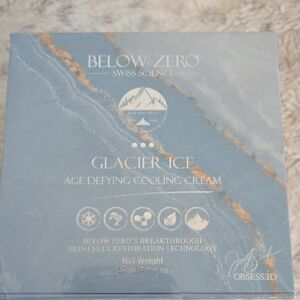 BELOW ZERO®
SWISS SCIENCE
GLACIER ICE
AGE DEFYING COOLING CREAM
BELOW ZERO'S BREAKTHROUGH
SKIN CELLS RESTORATION TECHNOLOGY
Net Weight
OBSESSED